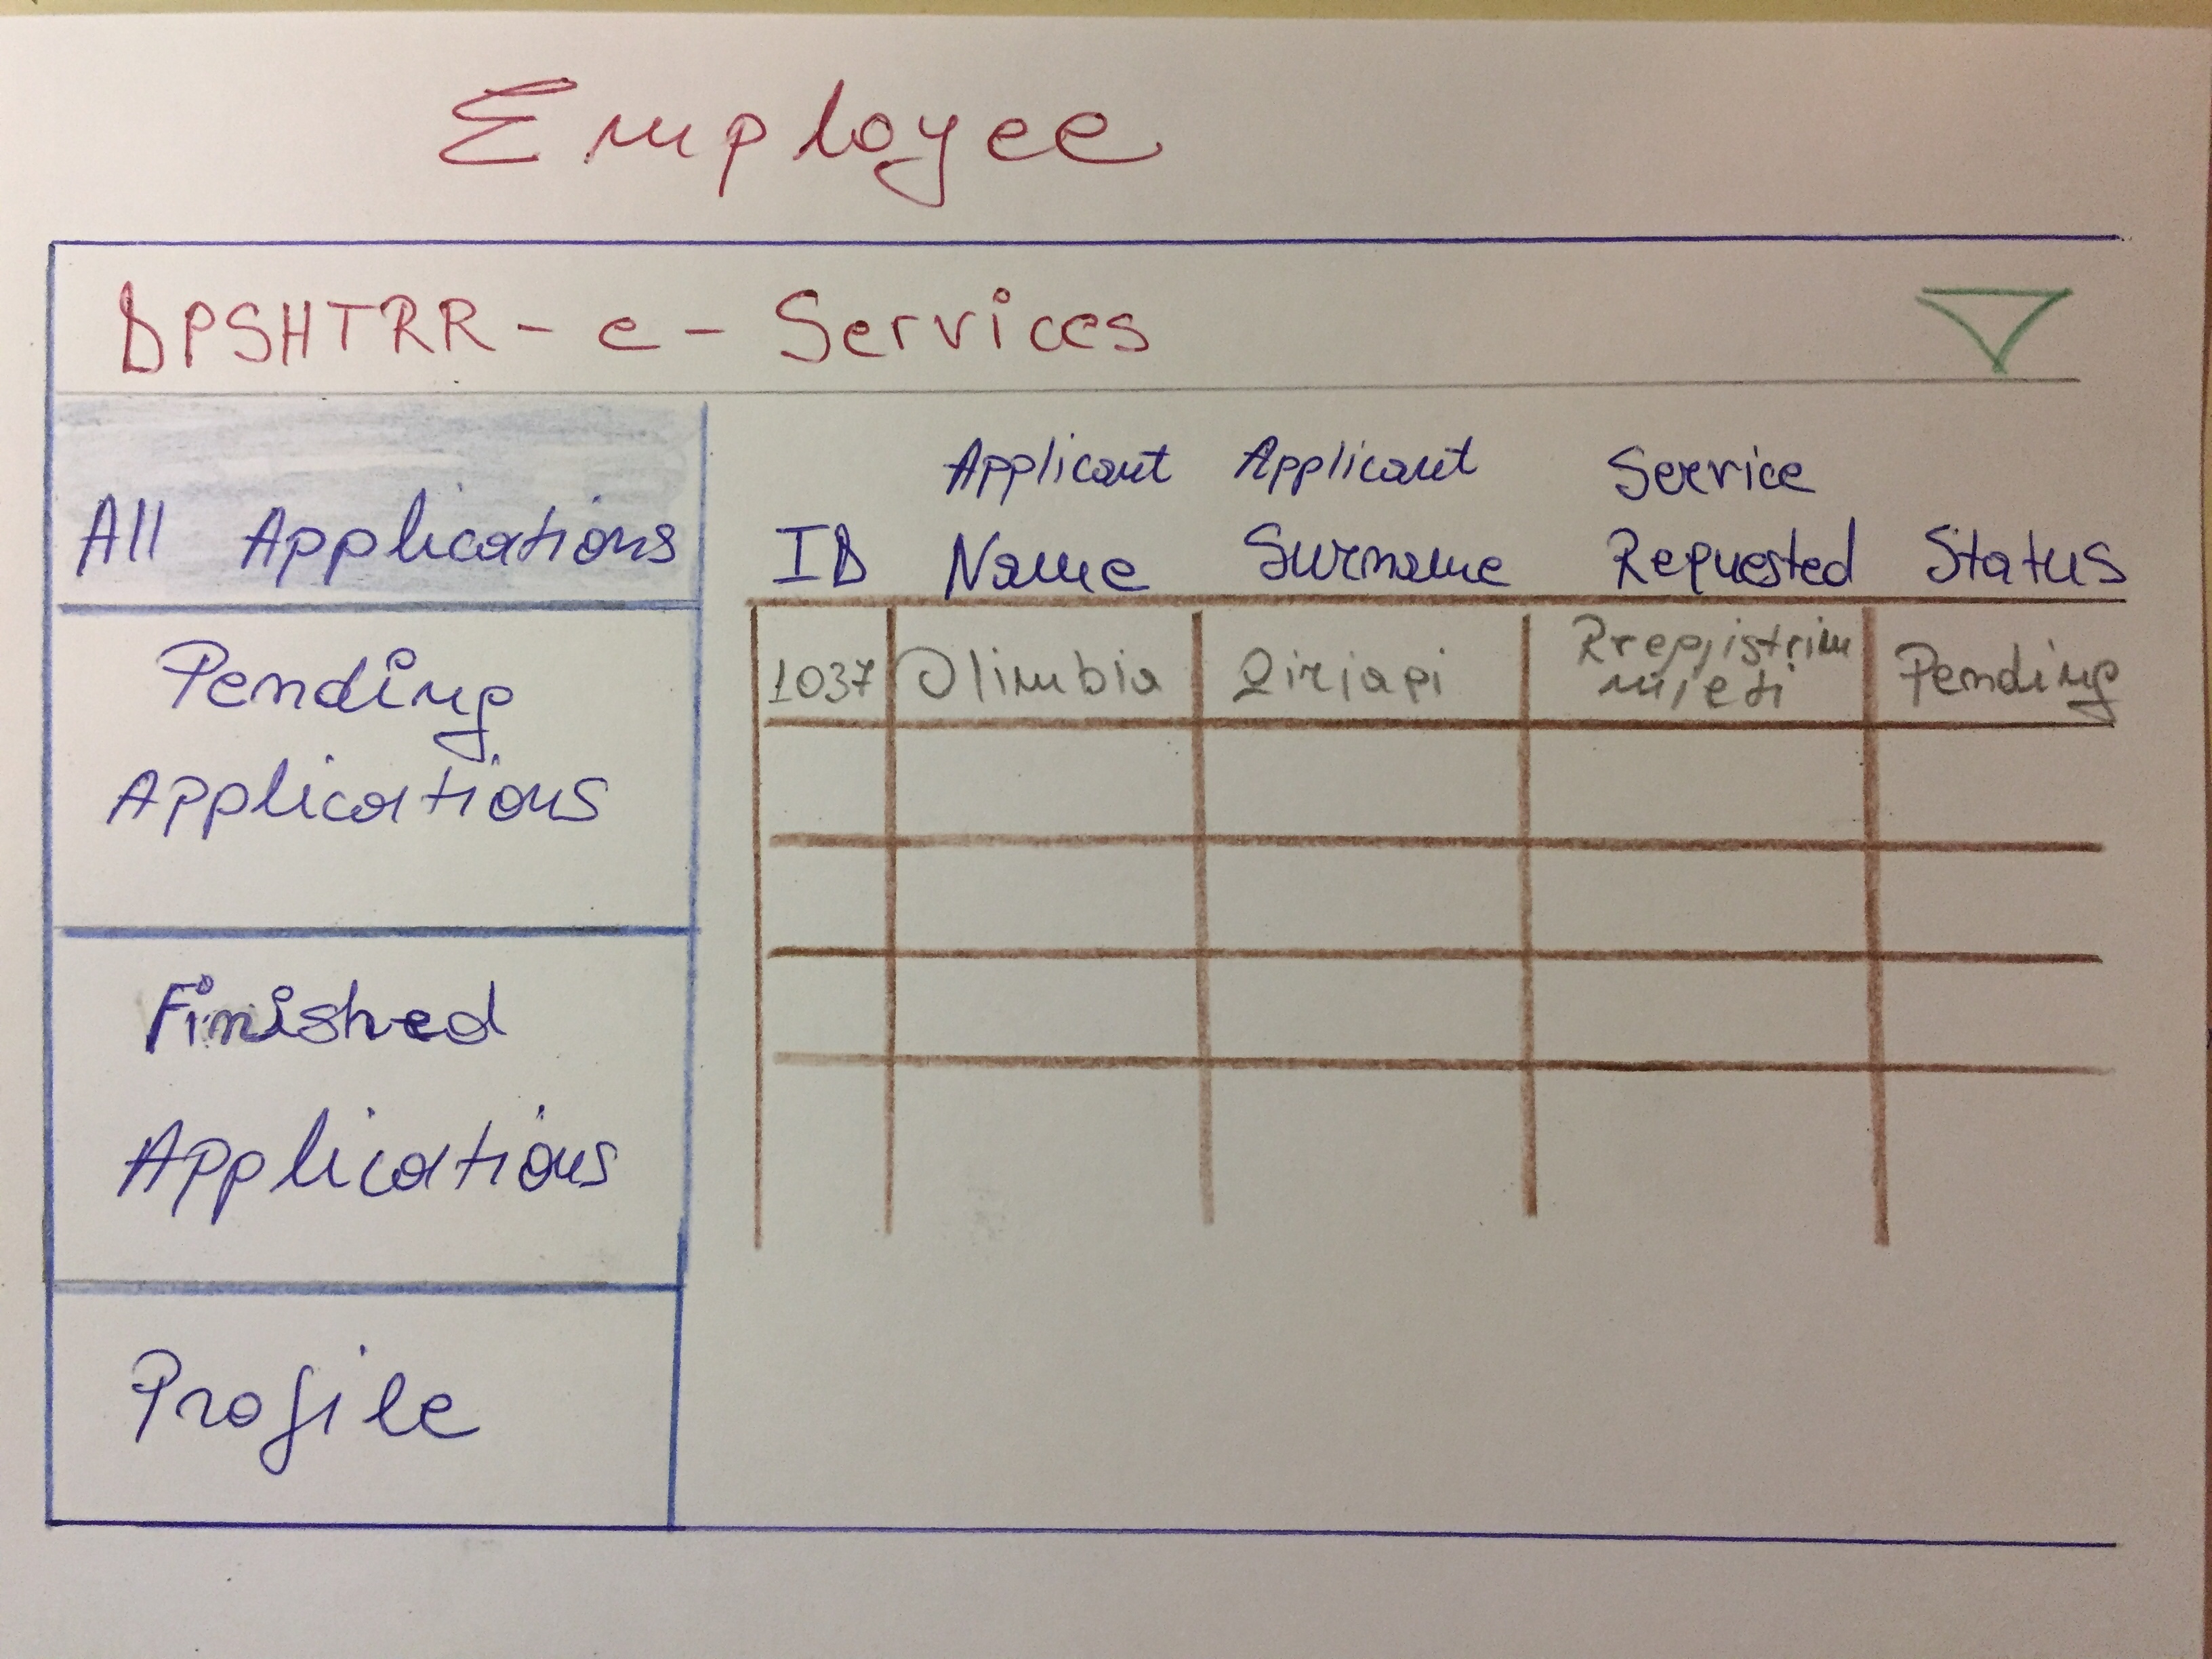 Employee
DPSHTRR - e - Services
All Applications
Pending
Applications
Finished
Applications
Profile
ID
Applicant
Name
Applicant
Surname
Service
Requested
Status
1037
Olimbia
Qirjaqi
Rregjistrim
mjeti
Pending